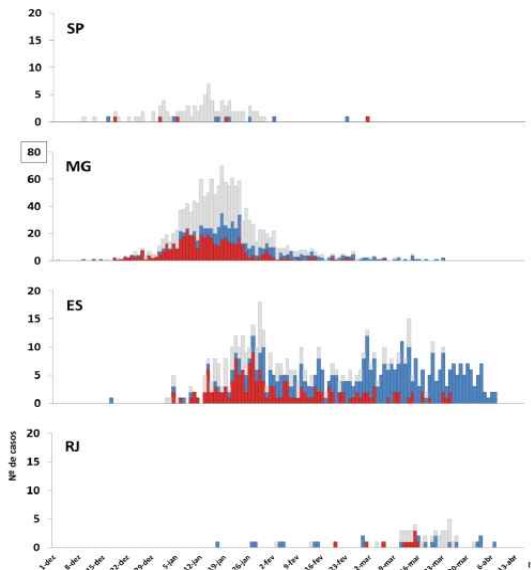 20
SP
15
10
5
0
80
MG
60
40
20
0
20
ES
15
10
5
0
Nº de casos
20
RJ
15
10
5
0
1-dez
8-dez
15-dez
22-dez
29-dez
5-jan
12-jan
19-jan
26-jan
2-fev
9-fev
16-fev
23-fev
2-mar
9-mar
16-mar
23-mar
30-mar
6-abr
13-abr